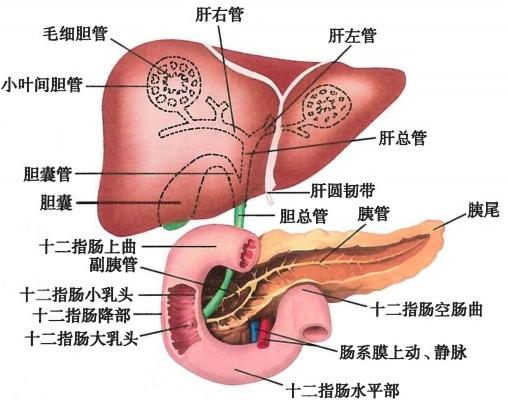 肝右管
毛细胆管
肝左管
小叶间胆管
肝总管
胆囊管
肝圆韧带
胆囊
胆总管
胰管
胰尾
十二指肠上曲
副胰管
十二指肠小乳头
十二指肠降部
十二指肠空肠曲
十二指肠大乳头
肠系膜上动、静脉
十二指肠水平部